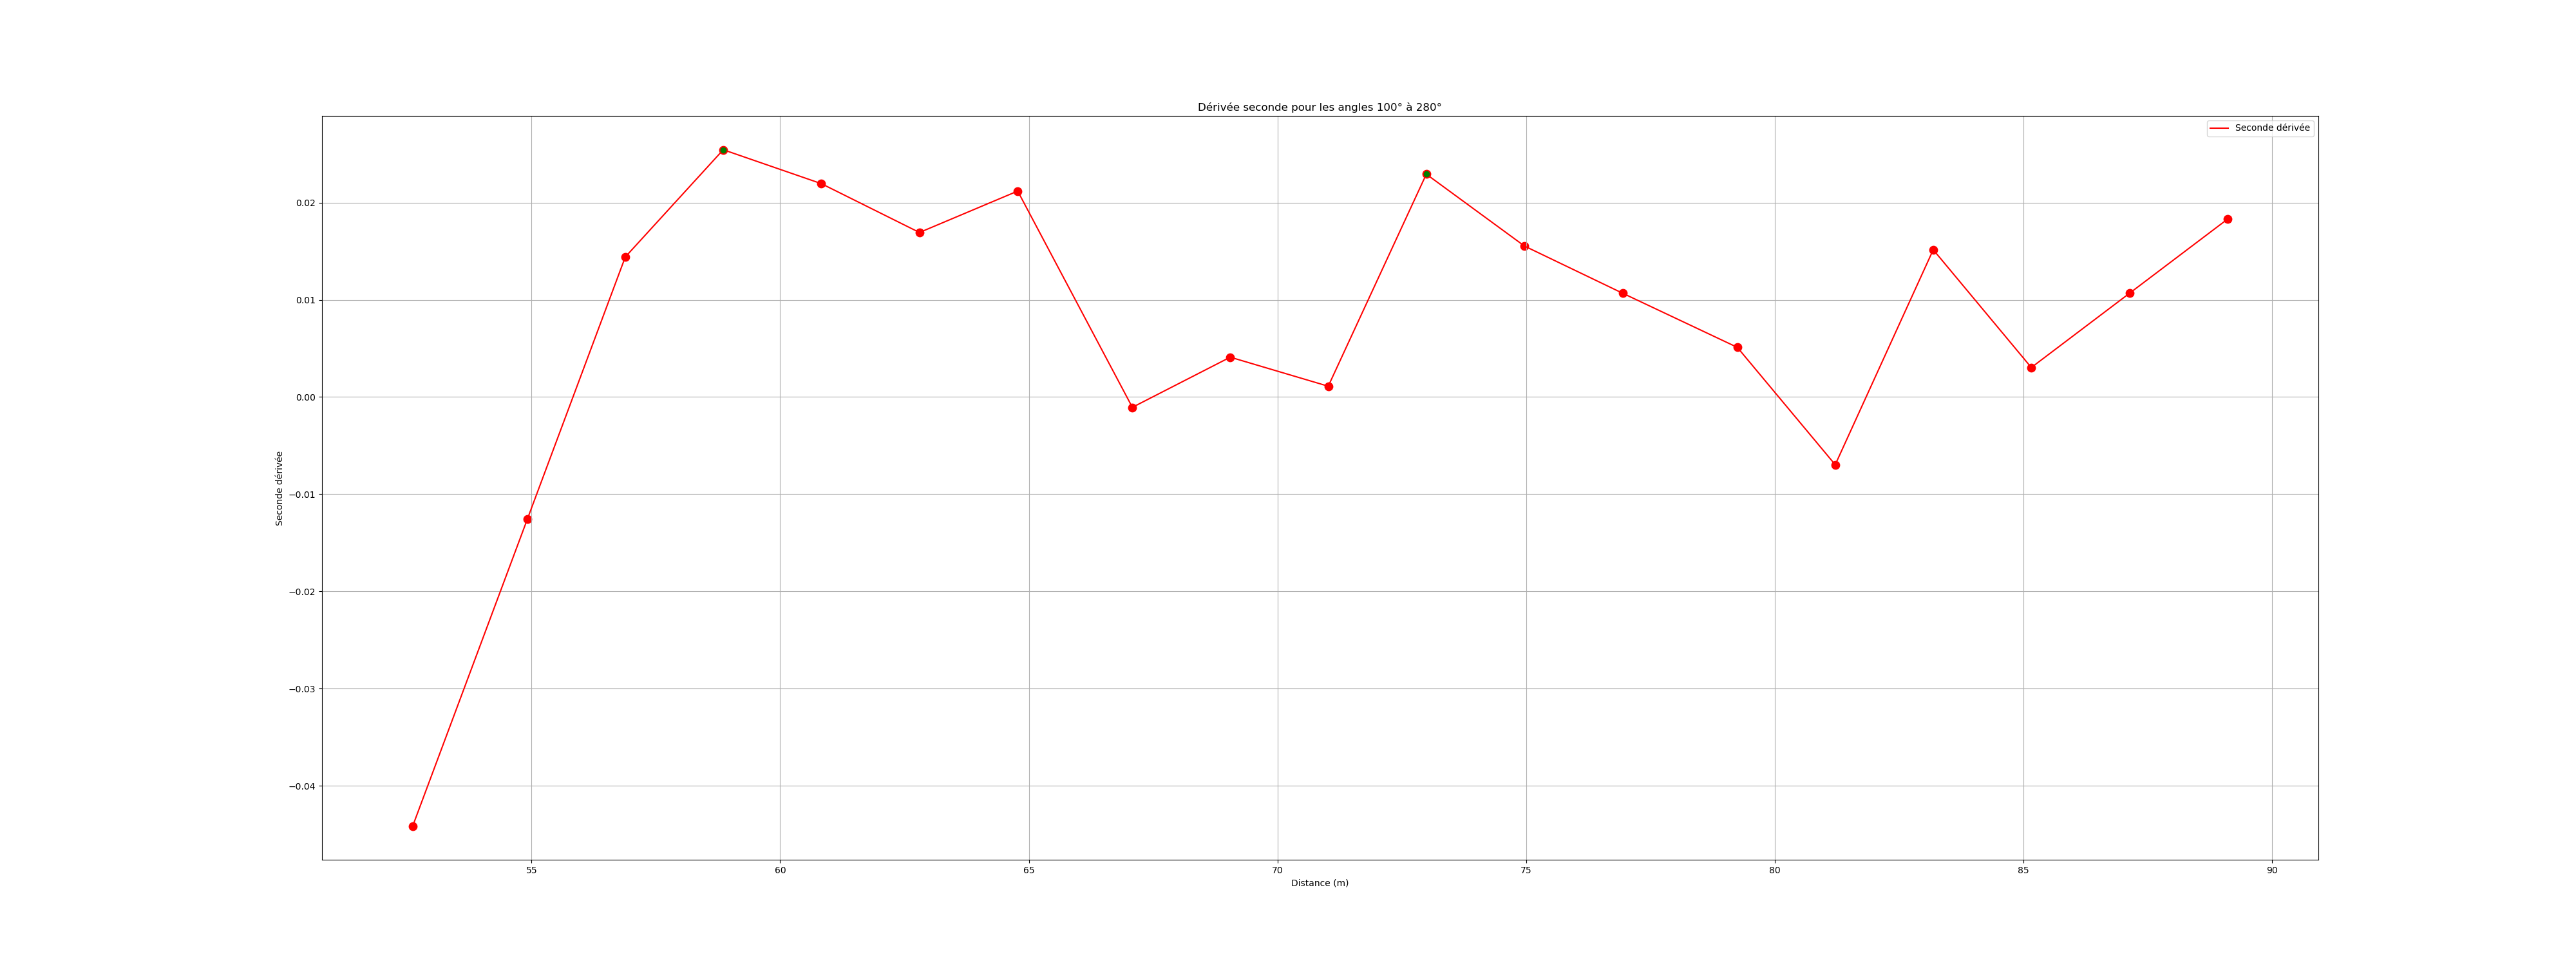 Dérivée seconde pour les angles 100° à 280°
Seconde dérivée
0.02
0.01
0.00
−0.01
−0.02
−0.03
−0.04
Seconde dérivée
55 60 65 70 75 80 85 90
Distance (m)